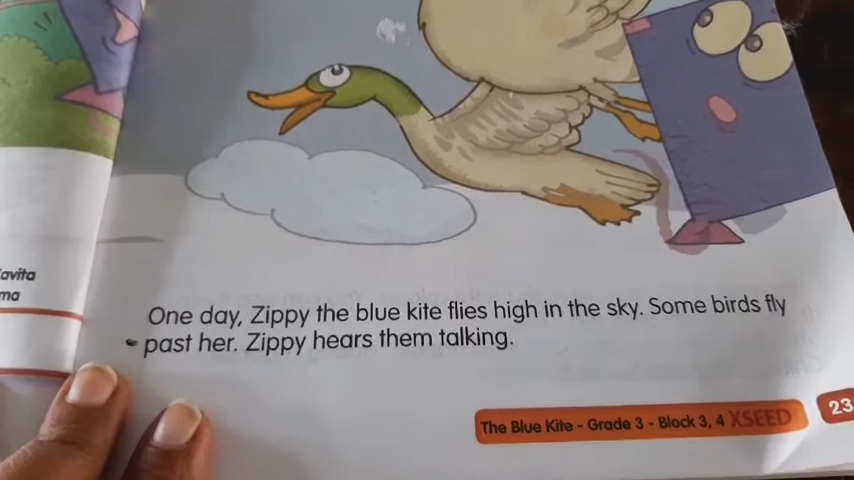 avita
ma
One day, Zippy the blue kite flies high in the sky. Some birds fly
past her. Zippy hears them talking.
The Blue Kite - Grade 3 - Block 3, 4 XSEED
23